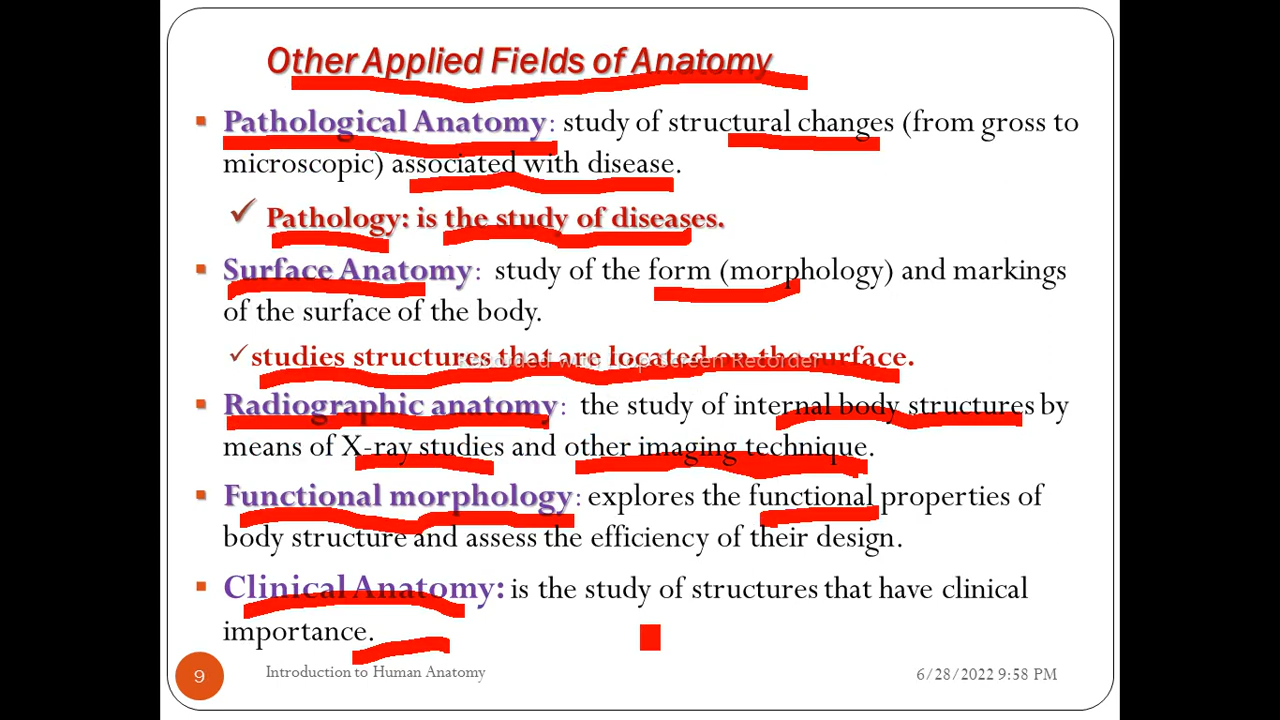 Other Applied Fields of Anatomy
▪ Pathological Anatomy: study of structural changes (from gross to
microscopic) associated with disease.
✓ Pathology: is the study of diseases.
▪ Surface Anatomy: study of the form (morphology) and markings
of the surface of the body.
✓studies structures that are located on the surface.
Recorded with iTop Screen Recorder
▪ Radiographic anatomy: the study of internal body structures by
means of X-ray studies and other imaging technique.
▪ Functional morphology: explores the functional properties of
body structure and assess the efficiency of their design.
▪ Clinical Anatomy: is the study of structures that have clinical
importance.
9 Introduction to Human Anatomy 6/28/2022 9:58 PM